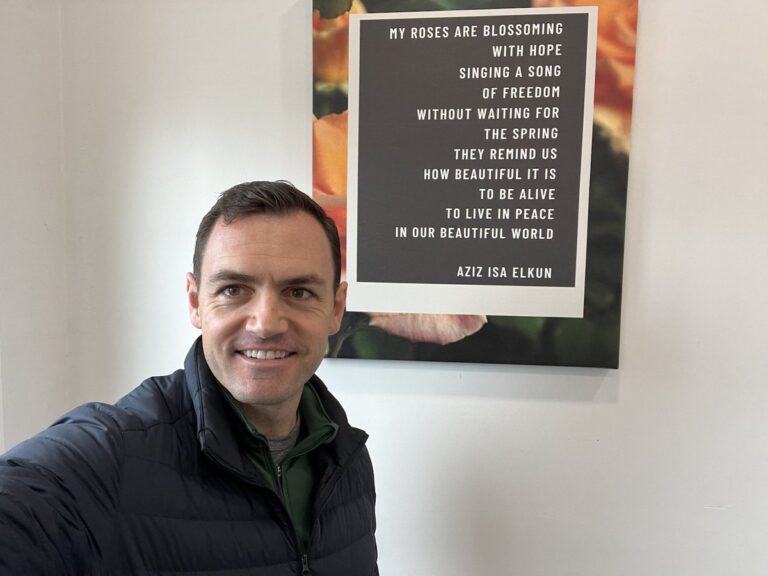 MY ROSES ARE BLOSSOMING
WITH HOPE
SINGING A SONG
OF FREEDOM
WITHOUT WAITING FOR
THE SPRING
THEY REMIND US
HOW BEAUTIFUL IT IS
TO BE ALIVE
TO LIVE IN PEACE
IN OUR BEAUTIFUL WORLD
AZIZ ISA ELKUN